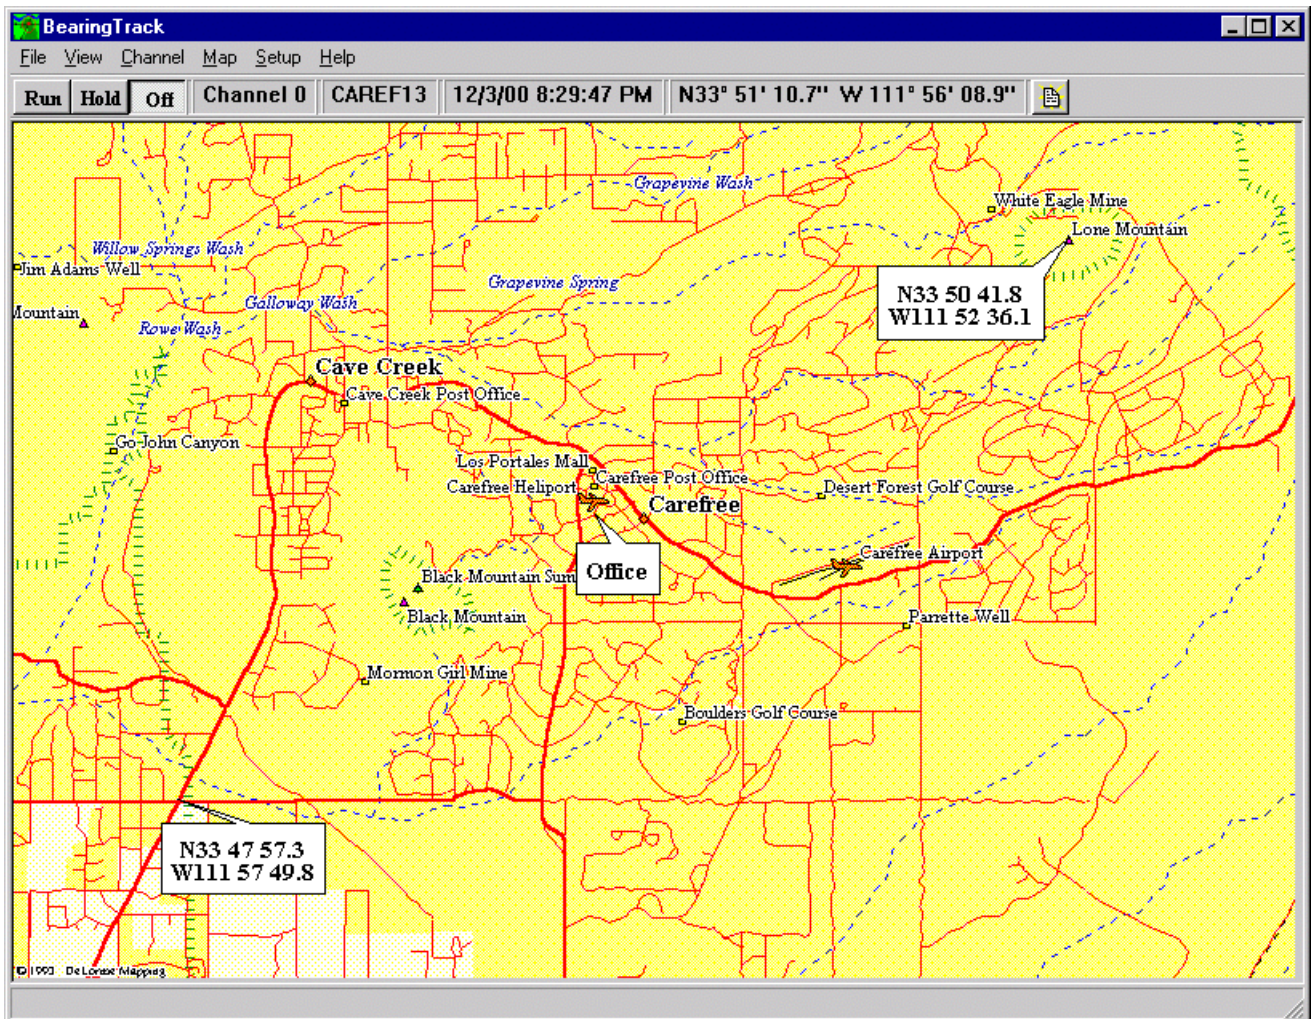 BearingTrack
File View Channel Map Setup Help
Run Hold Off Channel 0 CAREF13 12/3/00 8:29:47 PM N33° 51' 10.7" W 111° 56' 08.9"
Grapevine Wash
White Eagle Mine
Lone Mountain
Willow Springs Wash
Jim Adams Well
Grapevine Spring
N33 50 41.8
W111 52 36.1
Galloway Wash
Mountain
Rowe Wash
Cave Creek
Cave Creek Post Office
Go John Canyon
Los Portales Mall
Carefree Post Office
Carefree Heliport
Desert Forest Golf Course
Carefree
Carefree Airport
Office
Black Mountain Sum
Black Mountain
Parrette Well
Mormon Girl Mine
Boulders Golf Course
N33 47 57.3
W111 57 49.8
© 1993 DeLorme Mapping